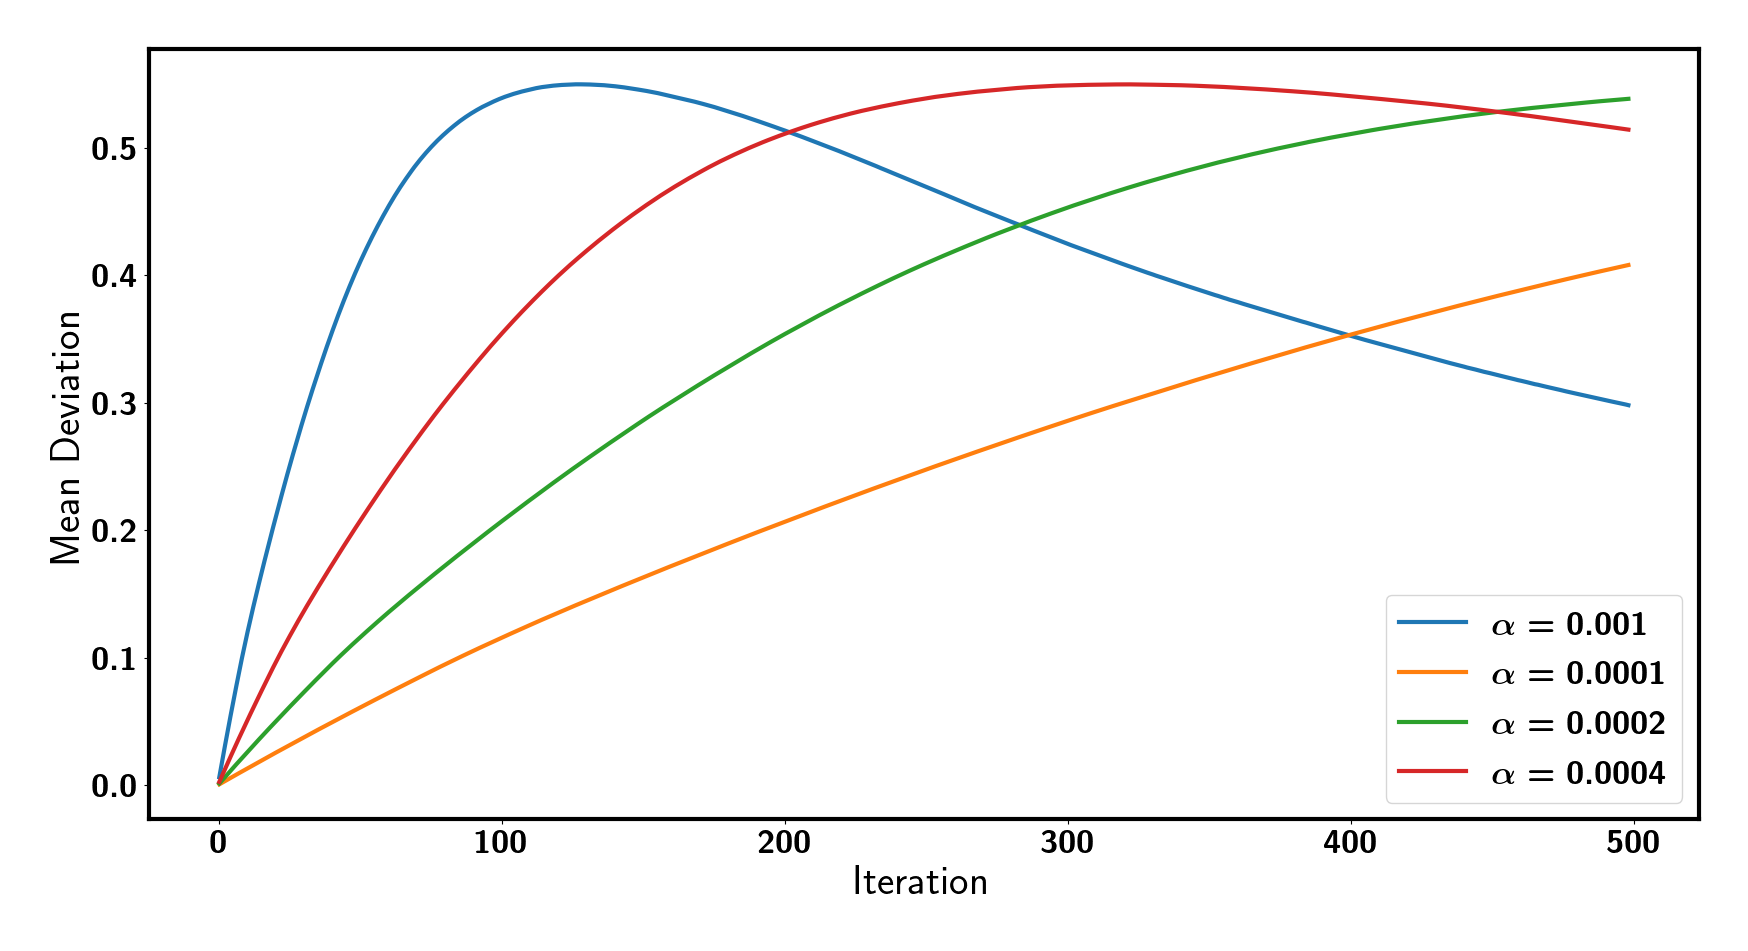 Mean Deviation
0.5
0.4
0.3
0.2
0.1
0.0
0 100 200 300 400 500
Iteration
α = 0.001
α = 0.0001
α = 0.0002
α = 0.0004